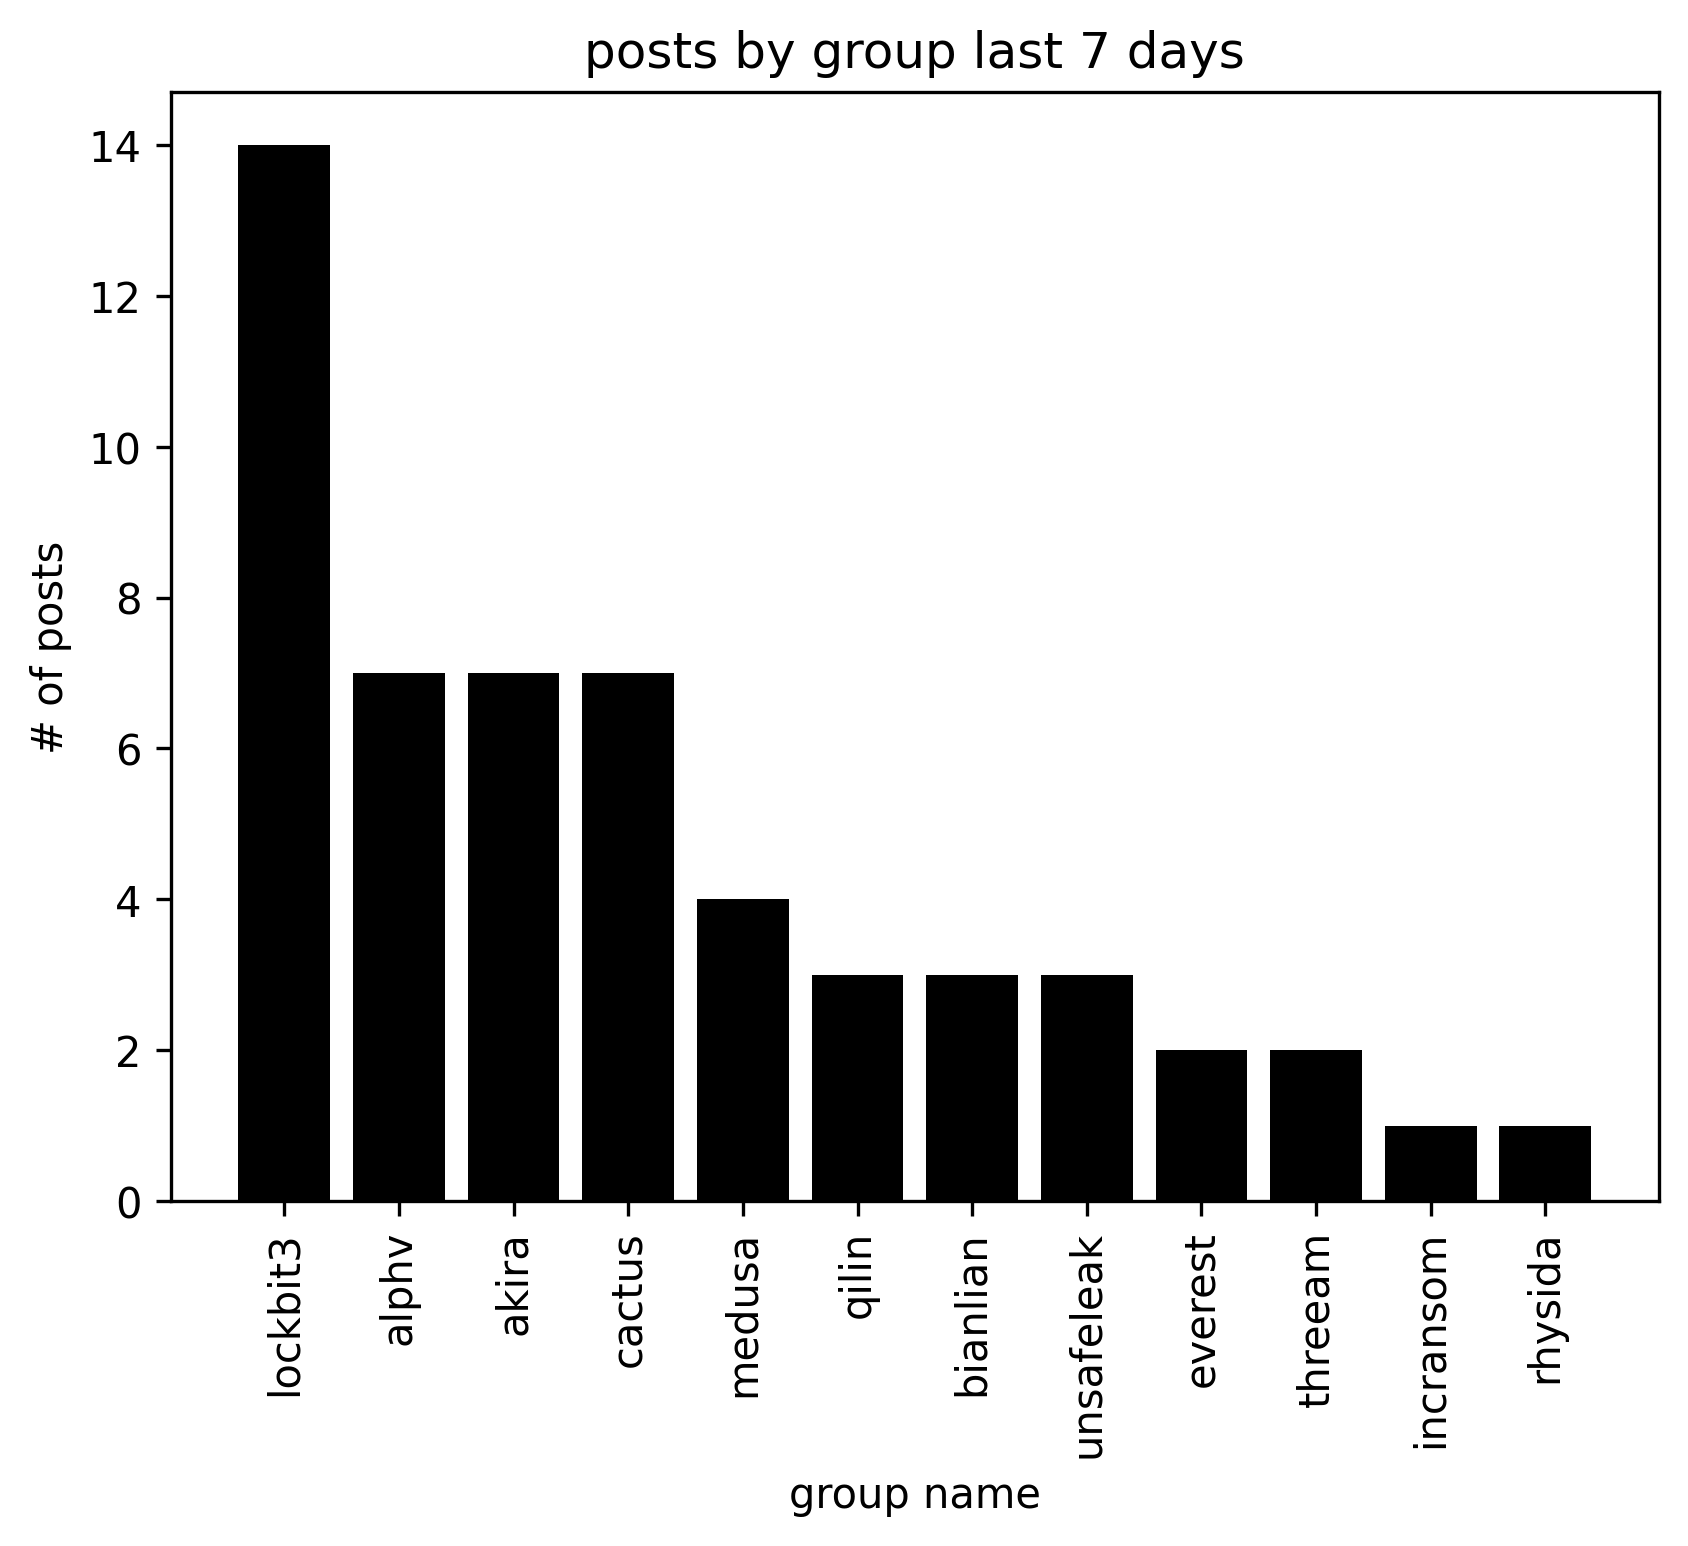 posts by group last 7 days
14
12
10
8
6
4
2
0
# of posts
lockbit3
alphv
akira
cactus
medusa
qilin
bianlian
unsafeleak
everest
threeam
incransom
rhysida
group name